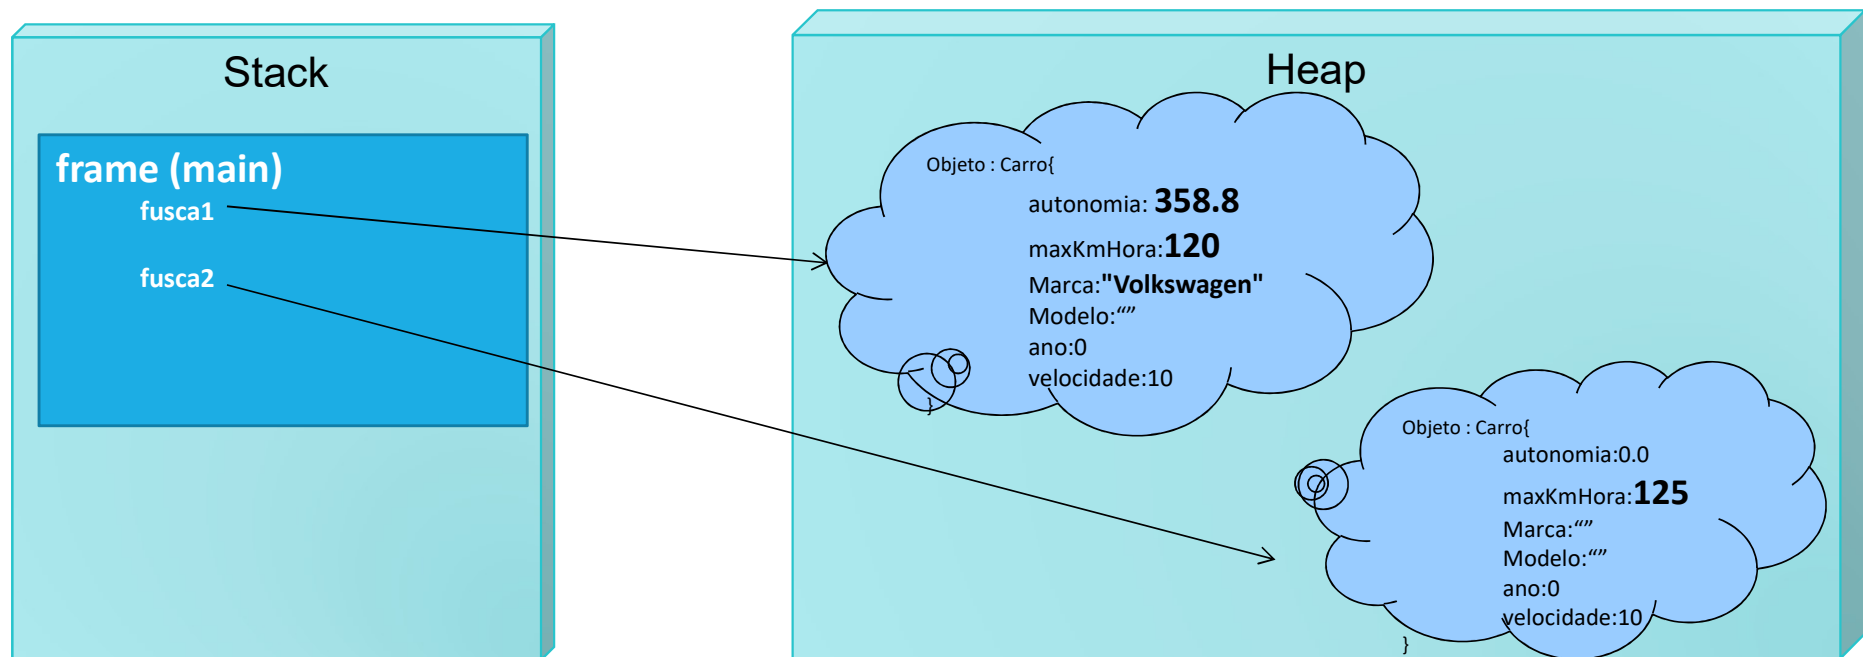 Stack
frame (main)
fusca1
fusca2
Heap
Objeto : Carro{
autonomia: 358.8
maxKmHora:120
Marca:"Volkswagen"
Modelo:“”
ano:0
velocidade:10
}
Objeto : Carro{
autonomia:0.0
maxKmHora:125
Marca:“”
Modelo:“”
ano:0
velocidade:10
}